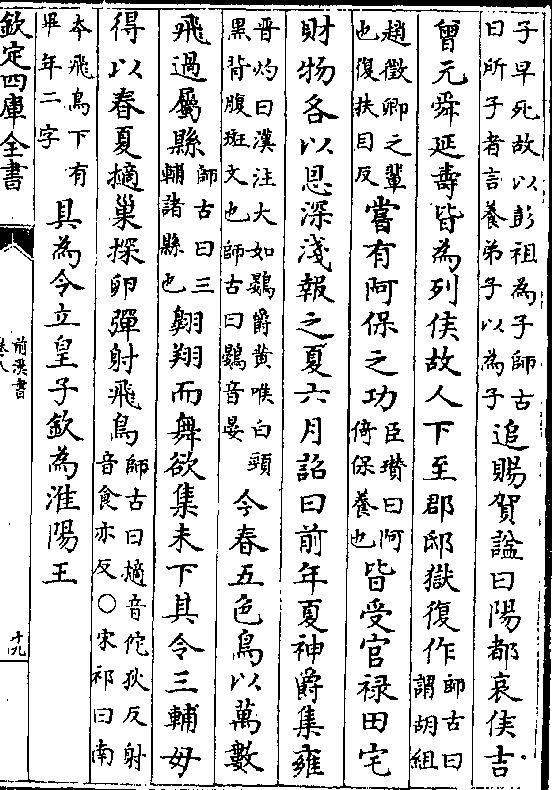 子早死故以彭祖為子師古
曰所子者言養弟子以為子
追賜賀諡曰陽都哀侯吉
曾元舜延壽皆為列侯故人下至郡邸獄復作
師古曰
謂胡組
趙徵卿之輩
也復扶目反
嘗有阿保之功
臣瓚曰阿
倚保養也
皆受官禄田宅
財物各以恩深淺報之夏六月詔曰前年夏神爵集雍
晉灼曰漢注大如鷃爵黄喉白頸
黑背腹斑文也師古曰鷃音晏
今春五色鳥以萬數
飛過屬縣
師古曰三
輔諸縣也
翱翔而舞欲集未下其令三輔毋
得以春夏擿巢探卵彈射飛鳥
師古曰擿音佗狄反射
音食亦反○宋祁曰南
本飛鳥下有
畢年二字
具為令立皇子欽為淮陽王
欽定四庫全書
前漢書
卷八
十九